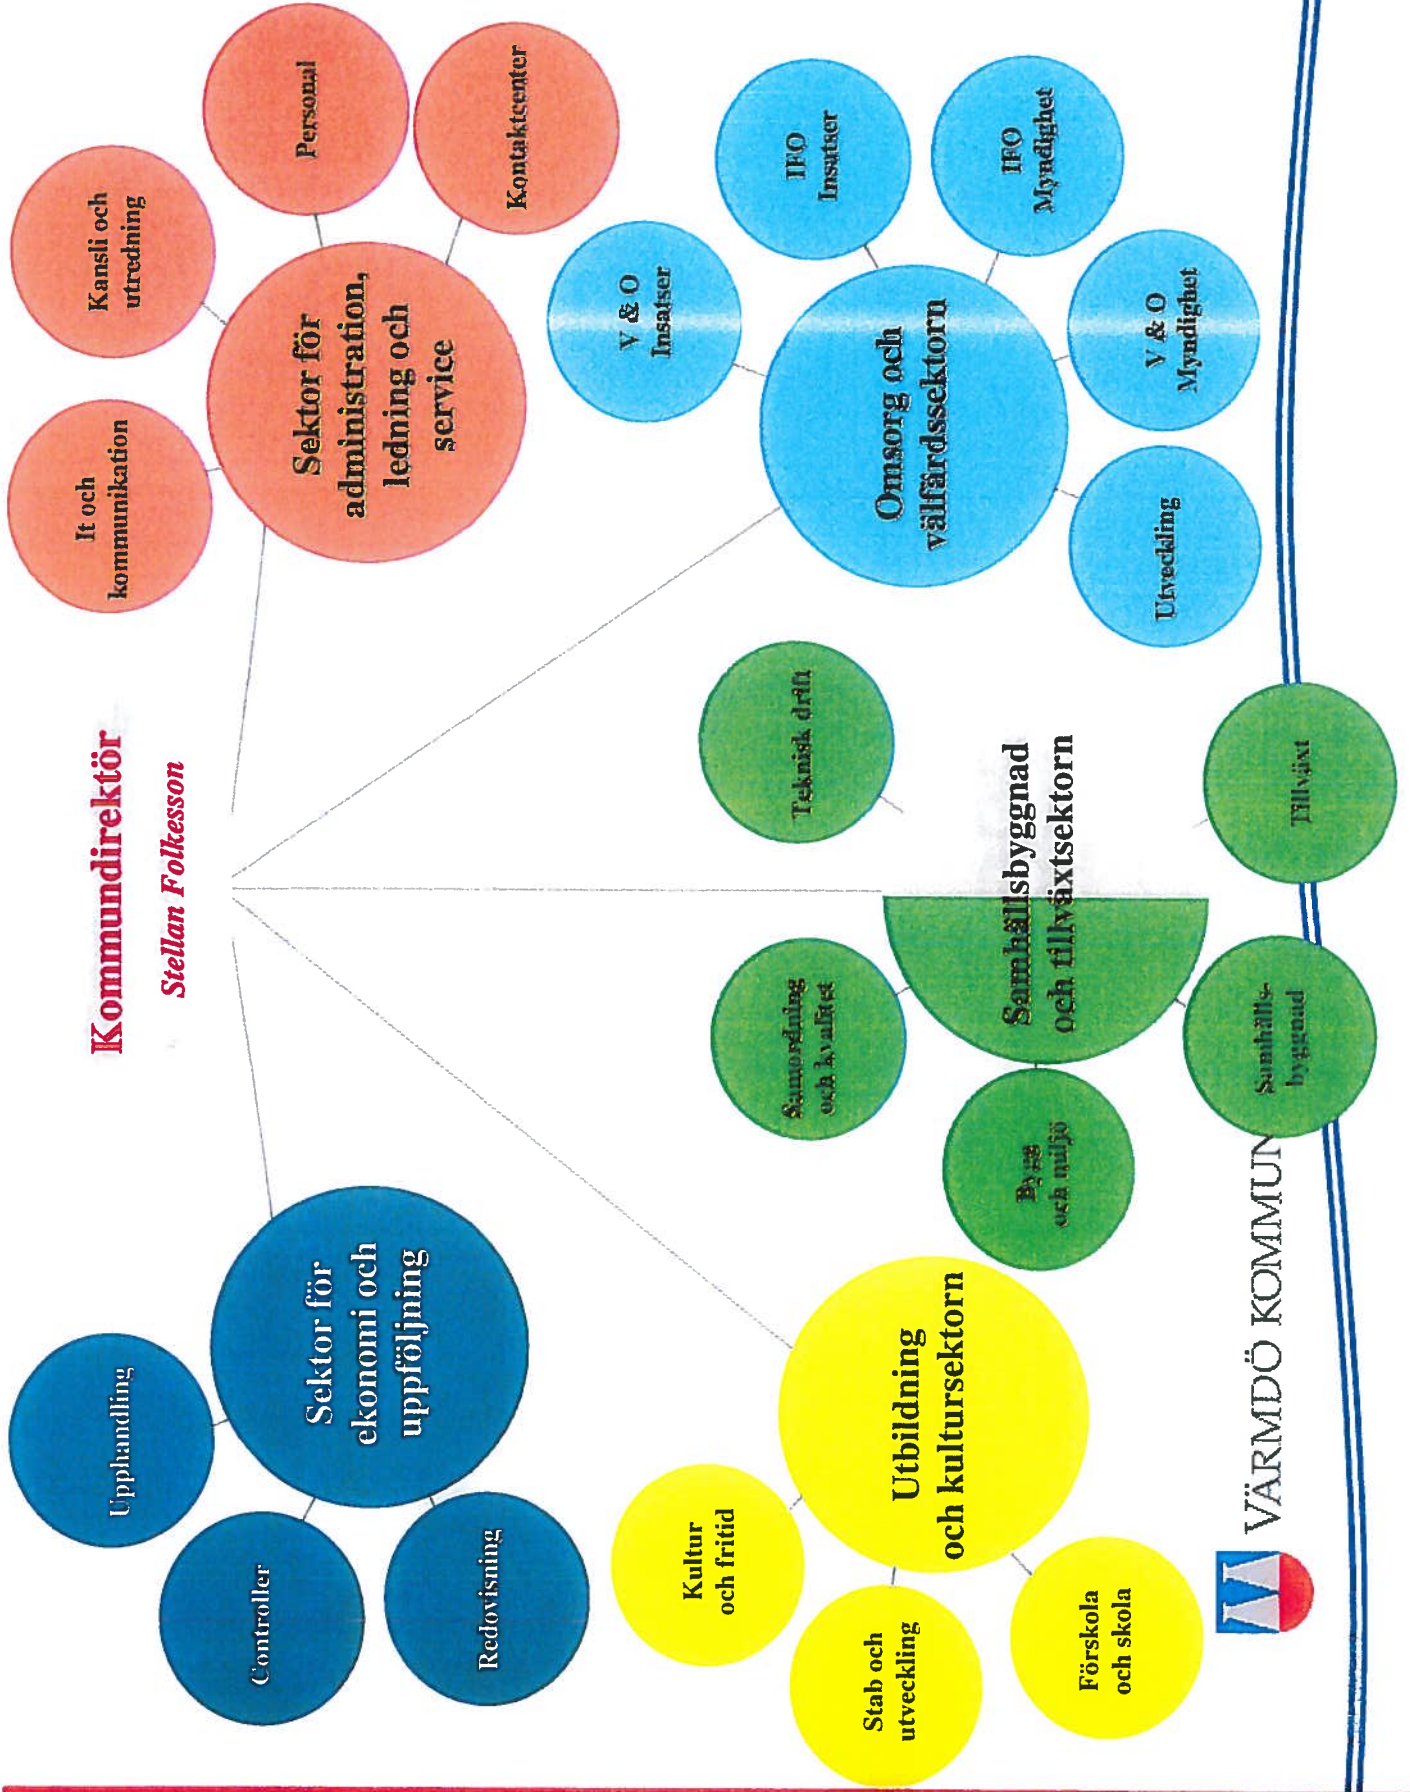 Kommundirektör
Stellan Folkesson
Upphandling
Controller
Redovisning
Sektor för
ekonomi och
uppföljning
It och
kommunikation
Kansli och
utredning
Personal
Kontaktcenter
Sektor för
administration,
ledning och
service
Kultur
och fritid
Stab och
utveckling
Förskola
och skola
Utbildning
och kultursektorn
Samordning
och kvalitet
Bygg
och miljö
Samhälls-
byggnad
Tillväxt
Teknisk drift
Samhällsbyggnad
och tillväxtsektorn
V & O
Insatser
IFO
Insatser
IFO
Myndighet
V & O
Myndighet
Utveckling
Omsorg och
välfärdssektorn
VÄRMDÖ KOMMUN